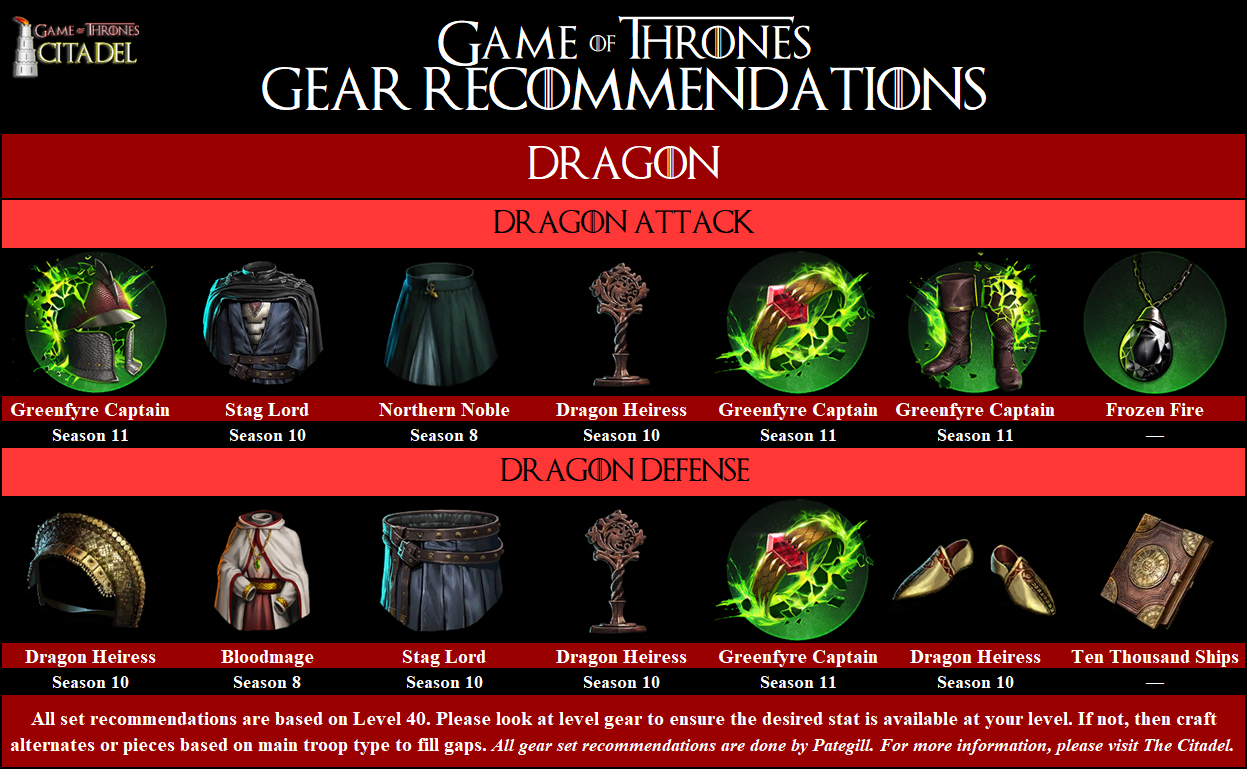 GAME OF THRONES
CITADEL
GAME OF THRONES
GEAR RECOMMENDATIONS
DRAGON
DRAGON ATTACK
Greenfyre Captain Stag Lord Northern Noble Dragon Heiress Greenfyre Captain Greenfyre Captain Frozen Fire
Season 11 Season 10 Season 8 Season 10 Season 11 Season 11 —
DRAGON DEFENSE
Dragon Heiress Bloodmage Stag Lord Dragon Heiress Greenfyre Captain Dragon Heiress Ten Thousand Ships
Season 10 Season 8 Season 10 Season 10 Season 11 Season 10 —
All set recommendations are based on Level 40. Please look at level gear to ensure the desired stat is available at your level. If not, then craft
alternates or pieces based on main troop type to fill gaps. All gear set recommendations are done by Pategill. For more information, please visit The Citadel.